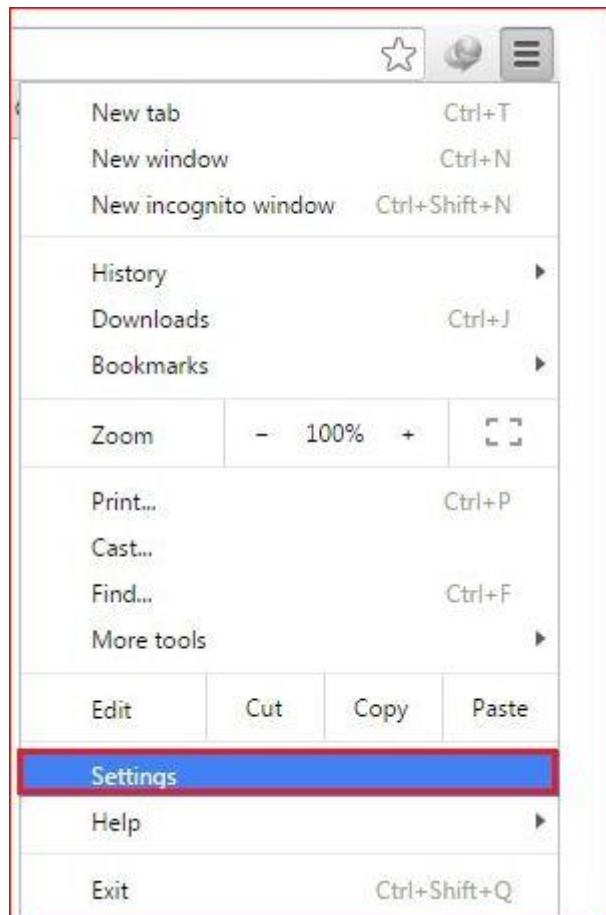 New tab Ctrl+T
New window Ctrl+N
New incognito window Ctrl+Shift+N
History
Downloads Ctrl+J
Bookmarks
Zoom − 100% +
Print... Ctrl+P
Cast...
Find... Ctrl+F
More tools
Edit Cut Copy Paste
Settings
Help
Exit Ctrl+Shift+Q